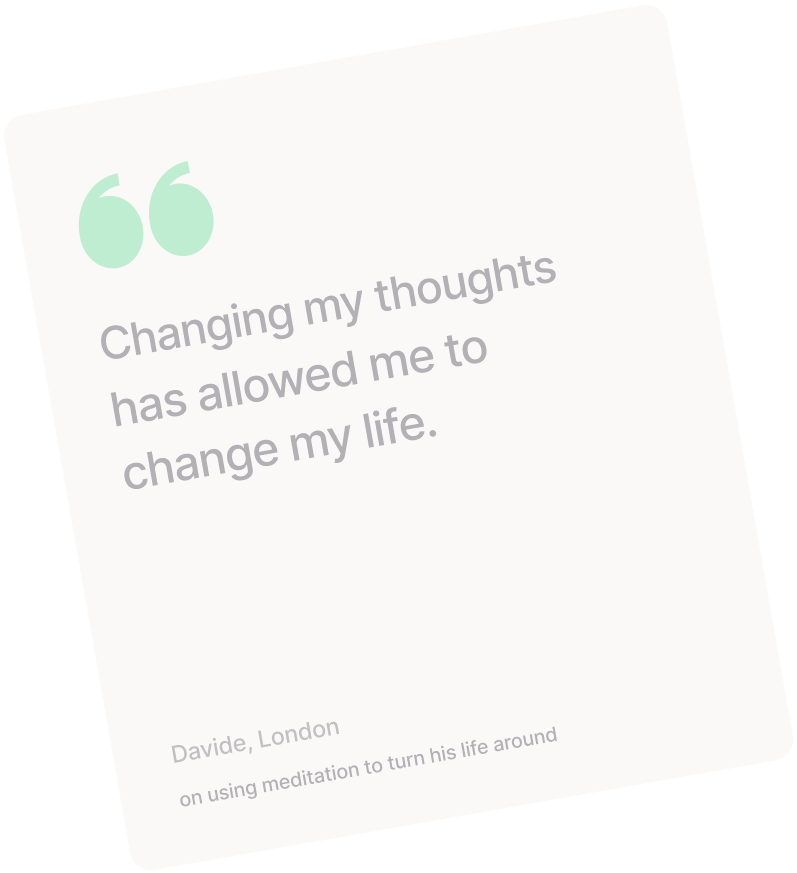 Changing my thoughts
has allowed me to
change my life.
Davide, London
on using meditation to turn his life around